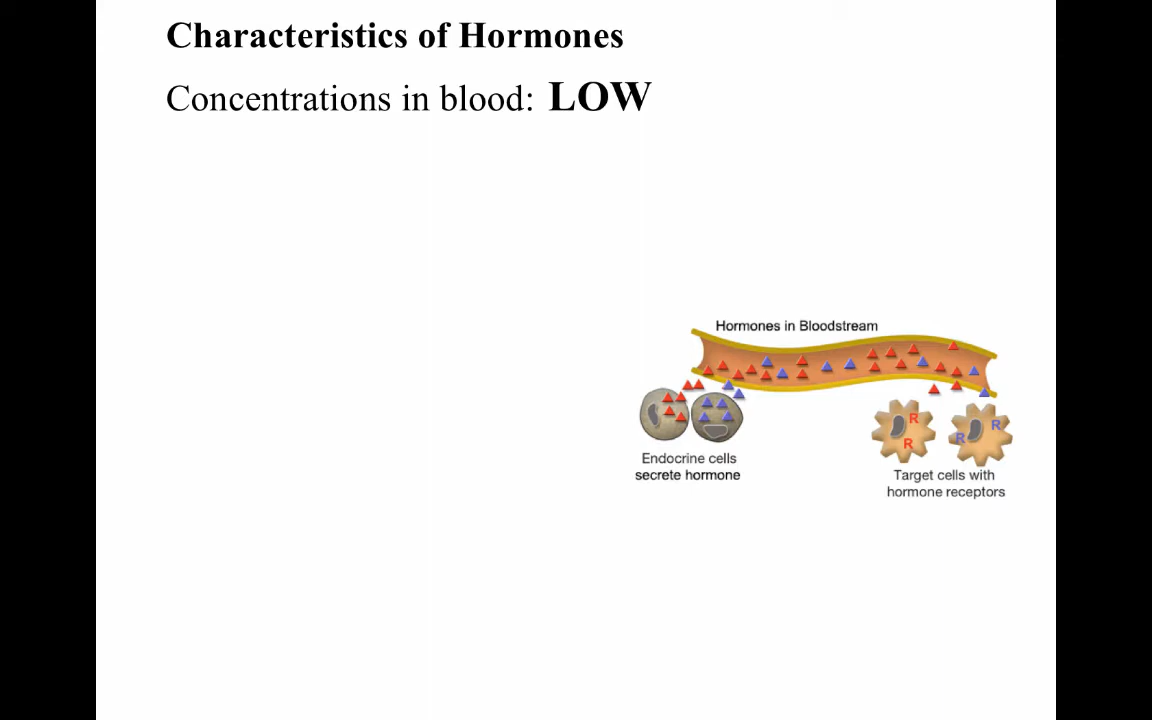 Characteristics of Hormones
Concentrations in blood: LOW
Hormones in Bloodstream
R
R
R
R
Endocrine cells
secrete hormone
Target cells with
hormone receptors